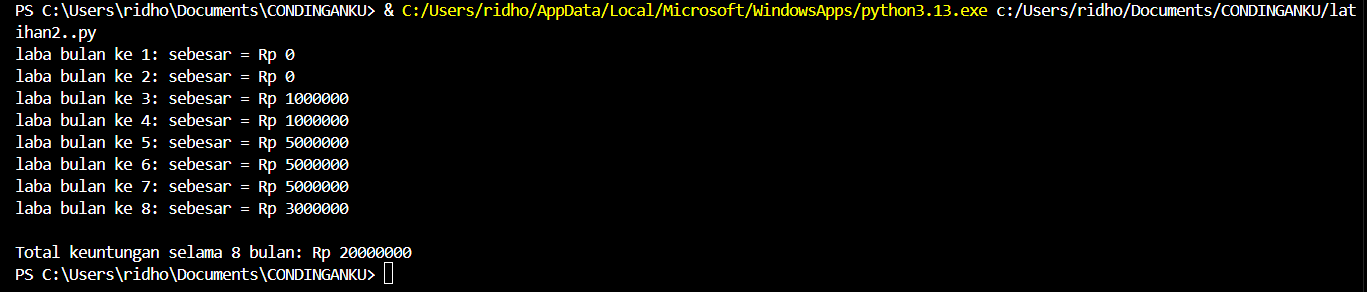 PS C:\Users\ridho\Documents\CONDINGANKU> & C:/Users/ridho/AppData/Local/Microsoft/WindowsApps/python3.13.exe c:/Users/ridho/Documents/CONDINGANKU/lat
ihan2..py
laba bulan ke 1: sebesar = Rp 0
laba bulan ke 2: sebesar = Rp 0
laba bulan ke 3: sebesar = Rp 1000000
laba bulan ke 4: sebesar = Rp 1000000
laba bulan ke 5: sebesar = Rp 5000000
laba bulan ke 6: sebesar = Rp 5000000
laba bulan ke 7: sebesar = Rp 5000000
laba bulan ke 8: sebesar = Rp 3000000
Total keuntungan selama 8 bulan: Rp 20000000
PS C:\Users\ridho\Documents\CONDINGANKU>